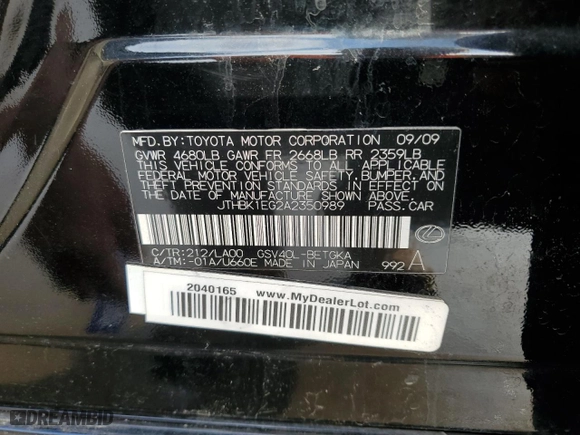 MFD. BY: TOYOTA MOTOR CORPORATION 09/09
GVWR 4680LB GAWR FR 2668LB RR 2359LB
THIS VEHICLE CONFORMS TO ALL APPLICABLE
FEDERAL MOTOR VEHICLE SAFETY, BUMPER, AND
THEFT PREVENTION STANDARDS IN EFFECT ON
THE DATE OF MANUFACTURE SHOWN ABOVE.
JTHBK1EG2A2350989 PASS.CAR
C/TR:212/LA00 GSV40L-BETGKA
A/TM:-01A/U660E MADE IN JAPAN 992 A
2040165 www.MyDealerLot.com
DREAMBID